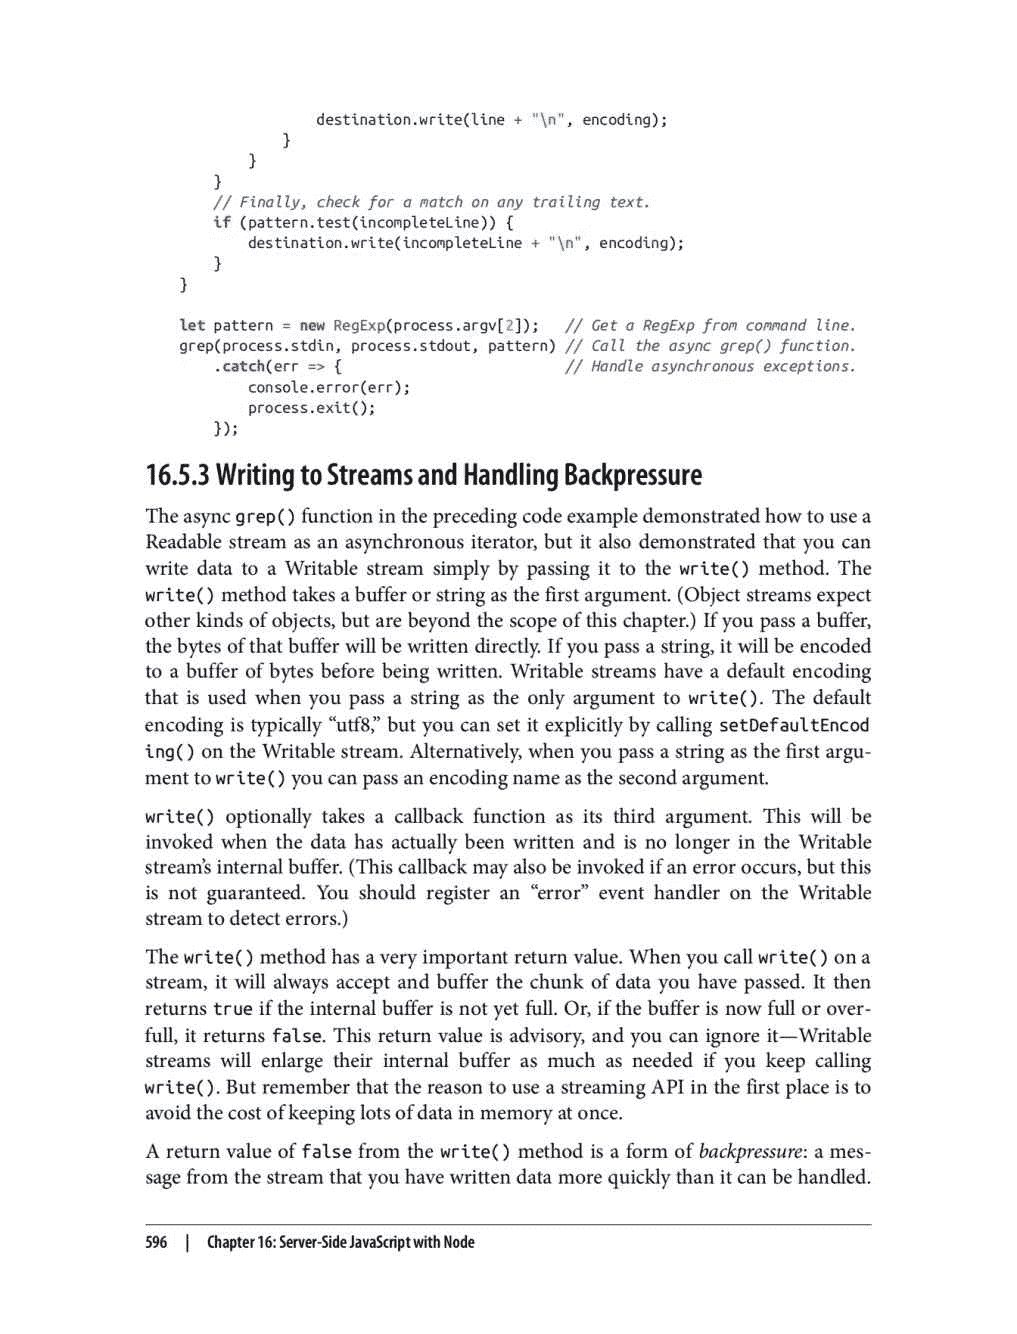 destination.write(line + "\n", encoding);
            }
        }
    }
    // Finally, check for a match on any trailing text.
    if (pattern.test(incompleteLine)) {
        destination.write(incompleteLine + "\n", encoding);
    }
}
let pattern = new RegExp(process.argv[2]);   // Get a RegExp from command line.
grep(process.stdin, process.stdout, pattern) // Call the async grep() function.
    .catch(err => {                          // Handle asynchronous exceptions.
        console.error(err);
        process.exit();
    });
16.5.3 Writing to Streams and Handling Backpressure
The async grep() function in the preceding code example demonstrated how to use a
Readable stream as an asynchronous iterator, but it also demonstrated that you can
write data to a Writable stream simply by passing it to the write() method. The
write() method takes a buffer or string as the first argument. (Object streams expect
other kinds of objects, but are beyond the scope of this chapter.) If you pass a buffer,
the bytes of that buffer will be written directly. If you pass a string, it will be encoded
to a buffer of bytes before being written. Writable streams have a default encoding
that is used when you pass a string as the only argument to write(). The default
encoding is typically “utf8,” but you can set it explicitly by calling setDefaultEncod
ing() on the Writable stream. Alternatively, when you pass a string as the first argu-
ment to write() you can pass an encoding name as the second argument.
write() optionally takes a callback function as its third argument. This will be
invoked when the data has actually been written and is no longer in the Writable
stream’s internal buffer. (This callback may also be invoked if an error occurs, but this
is not guaranteed. You should register an “error” event handler on the Writable
stream to detect errors.)
The write() method has a very important return value. When you call write() on a
stream, it will always accept and buffer the chunk of data you have passed. It then
returns true if the internal buffer is not yet full. Or, if the buffer is now full or over-
full, it returns false. This return value is advisory, and you can ignore it—Writable
streams will enlarge their internal buffer as much as needed if you keep calling
write(). But remember that the reason to use a streaming API in the first place is to
avoid the cost of keeping lots of data in memory at once.
A return value of false from the write() method is a form of backpressure: a mes-
sage from the stream that you have written data more quickly than it can be handled.
596 | Chapter 16: Server-Side JavaScript with Node